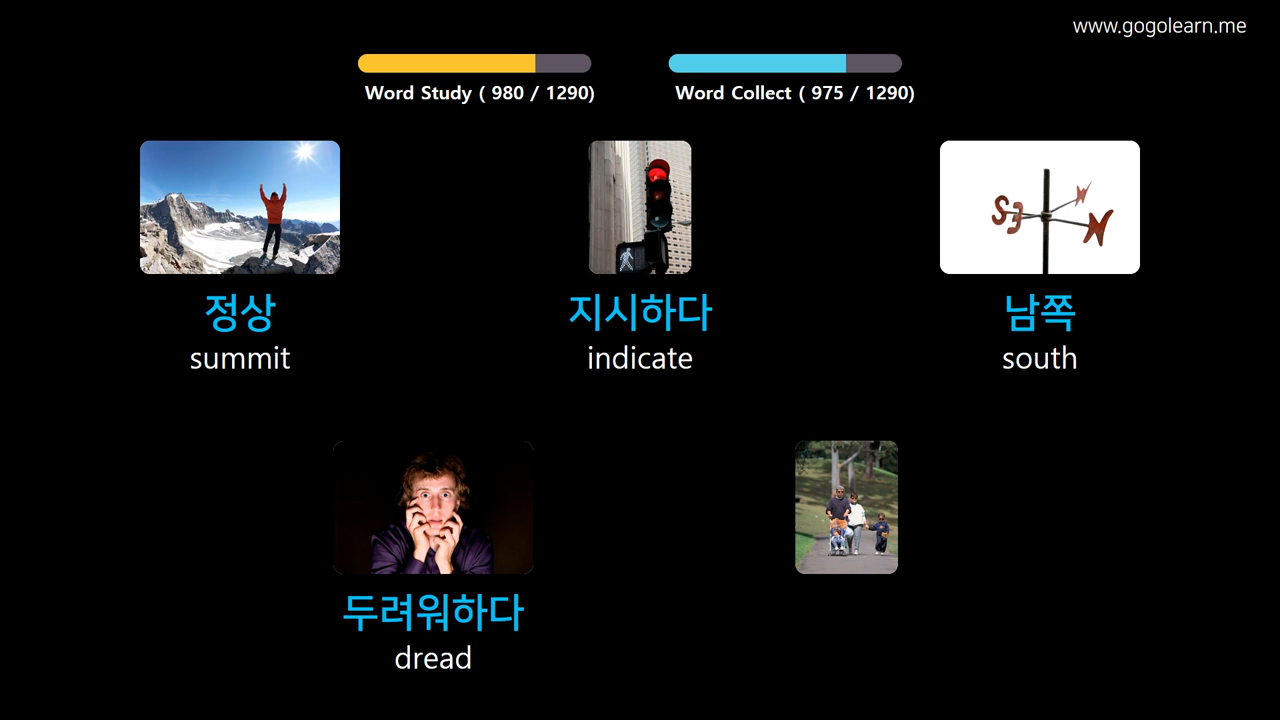 www.gogolearn.me
Word Study ( 980 / 1290)
Word Collect ( 975 / 1290)
정상
summit
지시하다
indicate
남쪽
south
S
E
N
W
두려워하다
dread